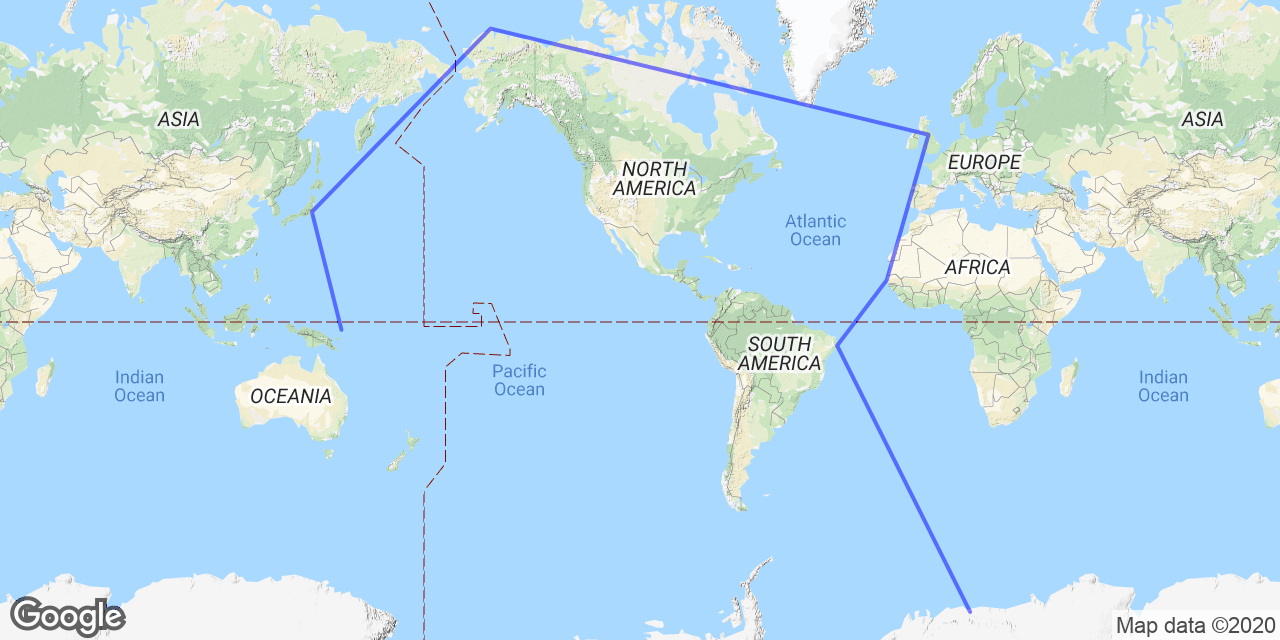 ASIA
ASIA
EUROPE
NORTH
AMERICA
Atlantic
Ocean
AFRICA
SOUTH
AMERICA
Indian
Ocean
OCEANIA
Pacific
Ocean
Indian
Ocean
Google
Map data ©2020